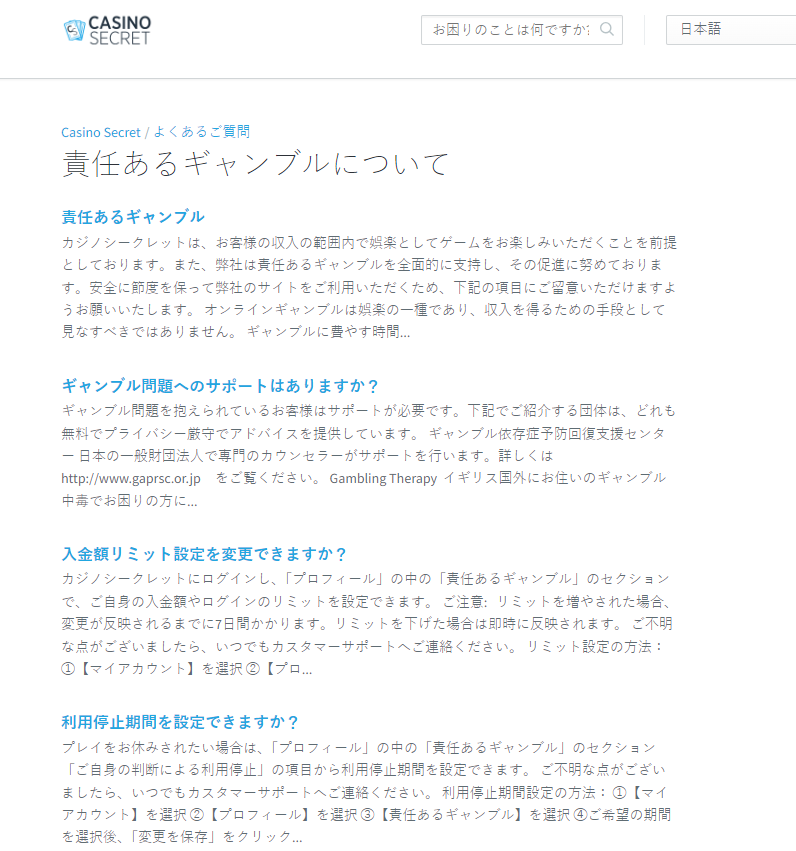 CASINO
SECRET
お困りのことは何ですか?
日本語
Casino Secret / よくあるご質問
責任あるギャンブルについて
責任あるギャンブル
カジノシークレットは、お客様の収入の範囲内で娯楽としてゲームをお楽しみいただくことを前提
としております。また、弊社は責任あるギャンブルを全面的に支持し、その促進に努めておりま
す。安全に節度を保って弊社のサイトをご利用いただくため、下記の項目にご留意いただけますよ
うお願いいたします。 オンラインギャンブルは娯楽の一種であり、収入を得るための手段として
見なすべきではありません。 ギャンブルに費やす時間...
ギャンブル問題へのサポートはありますか？
ギャンブル問題を抱えられているお客様はサポートが必要です。下記でご紹介する団体は、どれも
無料でプライバシー厳守でアドバイスを提供しています。 ギャンブル依存症予防回復支援センタ
ー 日本の一般財団法人で専門のカウンセラーがサポートを行います。詳しくは
http://www.gaprsc.or.jp　をご覧ください。 Gambling Therapy イギリス国外にお住いのギャンブル
中毒でお困りの方に...
入金額リミット設定を変更できますか？
カジノシークレットにログインし、「プロフィール」の中の「責任あるギャンブル」のセクション
で、ご自身の入金額やログインのリミットを設定できます。 ご注意: リミットを増やされた場合、
変更が反映されるまでに7日間かかります。リミットを下げた場合は即時に反映されます。 ご不明
な点がございましたら、いつでもカスタマーサポートへご連絡ください。 リミット設定の方法：
①【マイアカウント】を選択 ②【プロ...
利用停止期間を設定できますか？
プレイをお休みされたい場合は、「プロフィール」の中の「責任あるギャンブル」のセクション
「ご自身の判断による利用停止」の項目から利用停止期間を設定できます。 ご不明な点がござい
ましたら、いつでもカスタマーサポートへご連絡ください。 利用停止期間設定の方法： ①【マイ
アカウント】を選択 ②【プロフィール】を選択 ③【責任あるギャンブル】を選択 ④ご希望の期間
を選択後、「変更を保存」をクリック...